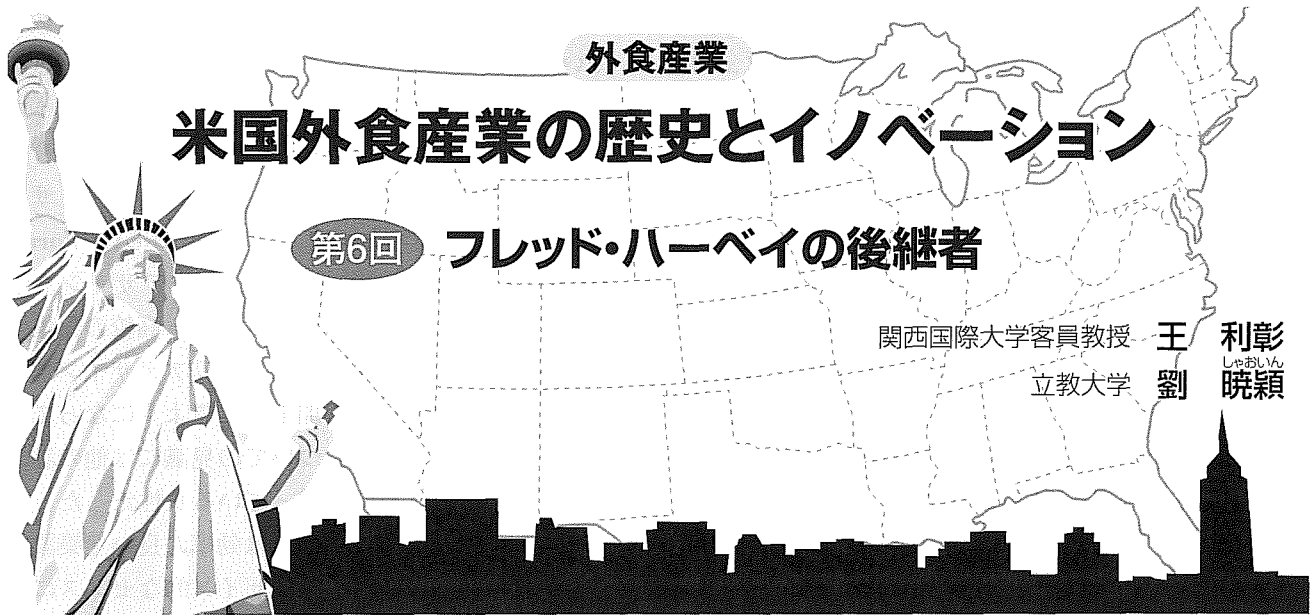 外食産業
米国外食産業の歴史とイノベーション
第6回 フレッド・ハーベイの後継者
関西国際大学客員教授 王 利彰
しゃおいん
立教大学 劉 暁穎